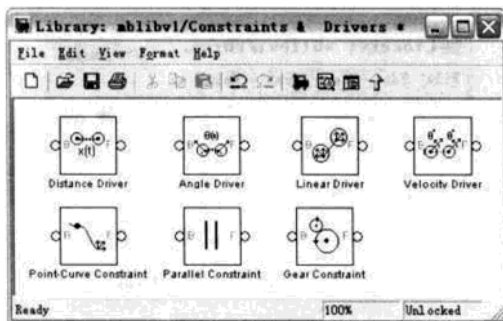 Library: mblibv1/Constraints & Drivers *
File Edit View Format Help
B F B F B F B F
x(t) θ(t)
Distance Driver Angle Driver Linear Driver Velocity Driver
B F B F B F
Point-Curve Constraint Parallel Constraint Gear Constraint
Ready 100% Unlocked